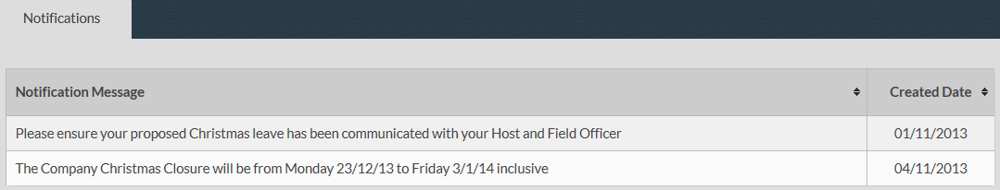 Notifications
Notification Message Created Date
Please ensure your proposed Christmas leave has been communicated with your Host and Field Officer 01/11/2013
The Company Christmas Closure will be from Monday 23/12/13 to Friday 3/1/14 inclusive 04/11/2013